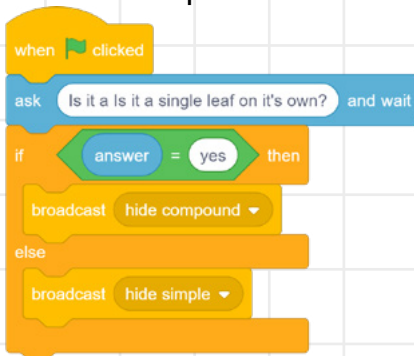 when clicked
ask Is it a Is it a single leaf on it's own? and wait
if answer = yes then
broadcast hide compound
else
broadcast hide simple